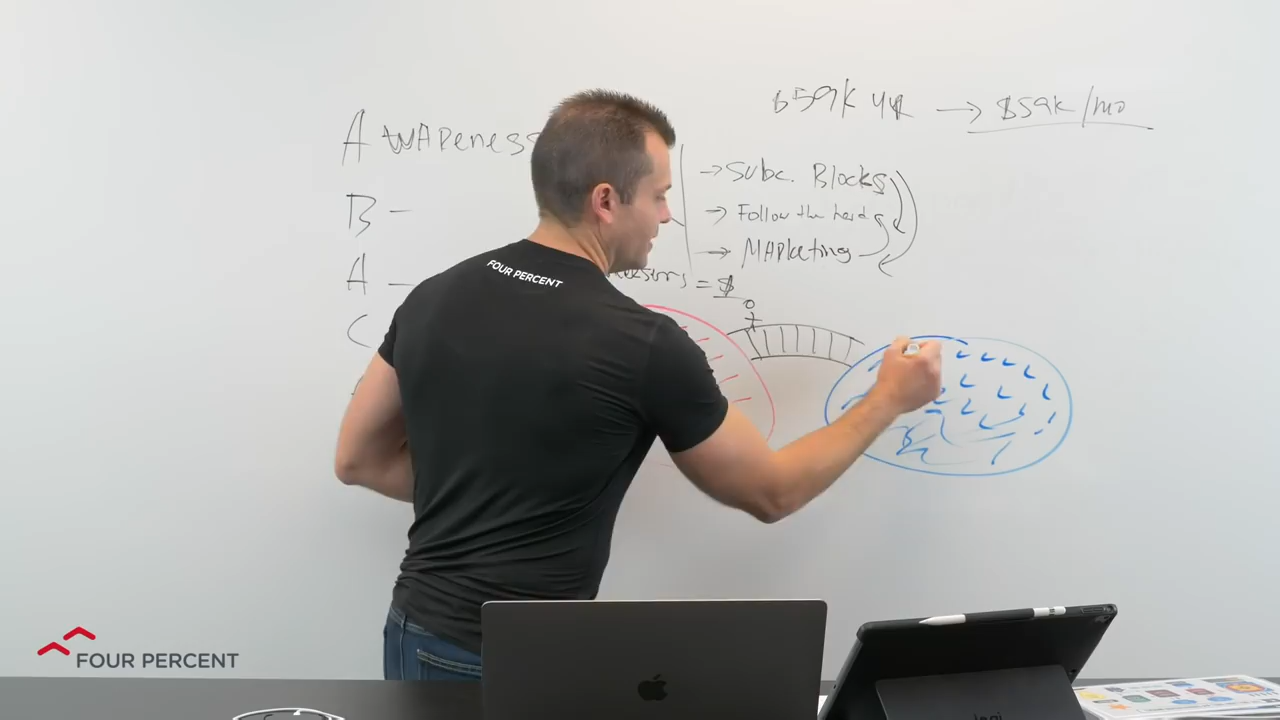 $59K yr → $59K /mo
Awareness
→ Subc. Blocks
B -
→ Follow the herd
→ MARketing
A -
= $
C
FOUR PERCENT
FOUR PERCENT